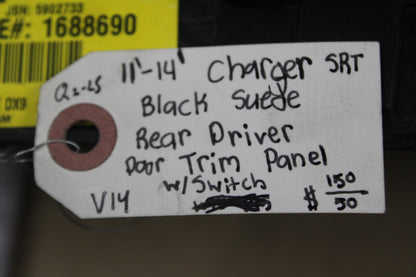 JSN: 5902733
E#: 1688690
0X9
Q2-25
11'-14' Charger SRT
Black Suede
Rear Driver
Door Trim Panel
w/Switch
V14 $ 150/50